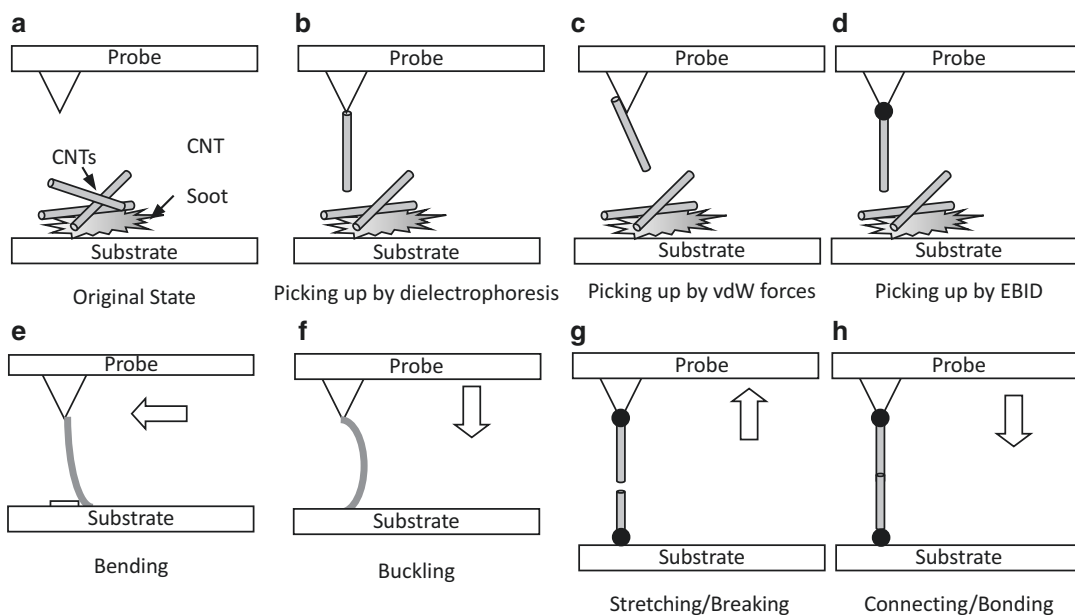 a
Probe
CNTs
CNT
Soot
Substrate
Original State
b
Probe
Substrate
Picking up by dielectrophoresis
c
Probe
Substrate
Picking up by vdW forces
d
Probe
Substrate
Picking up by EBID
e
Probe
Substrate
Bending
f
Probe
Substrate
Buckling
g
Probe
Substrate
Stretching/Breaking
h
Probe
Substrate
Connecting/Bonding